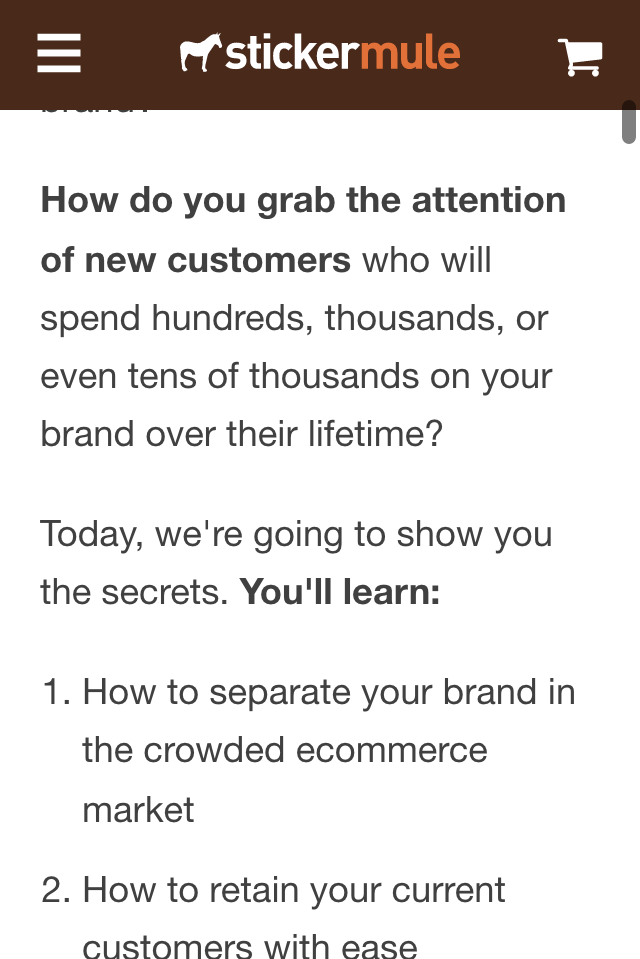 stickermule
How do you grab the attention
of new customers who will
spend hundreds, thousands, or
even tens of thousands on your
brand over their lifetime?
Today, we're going to show you
the secrets. You'll learn:
1. How to separate your brand in
the crowded ecommerce
market
2. How to retain your current
customers with ease